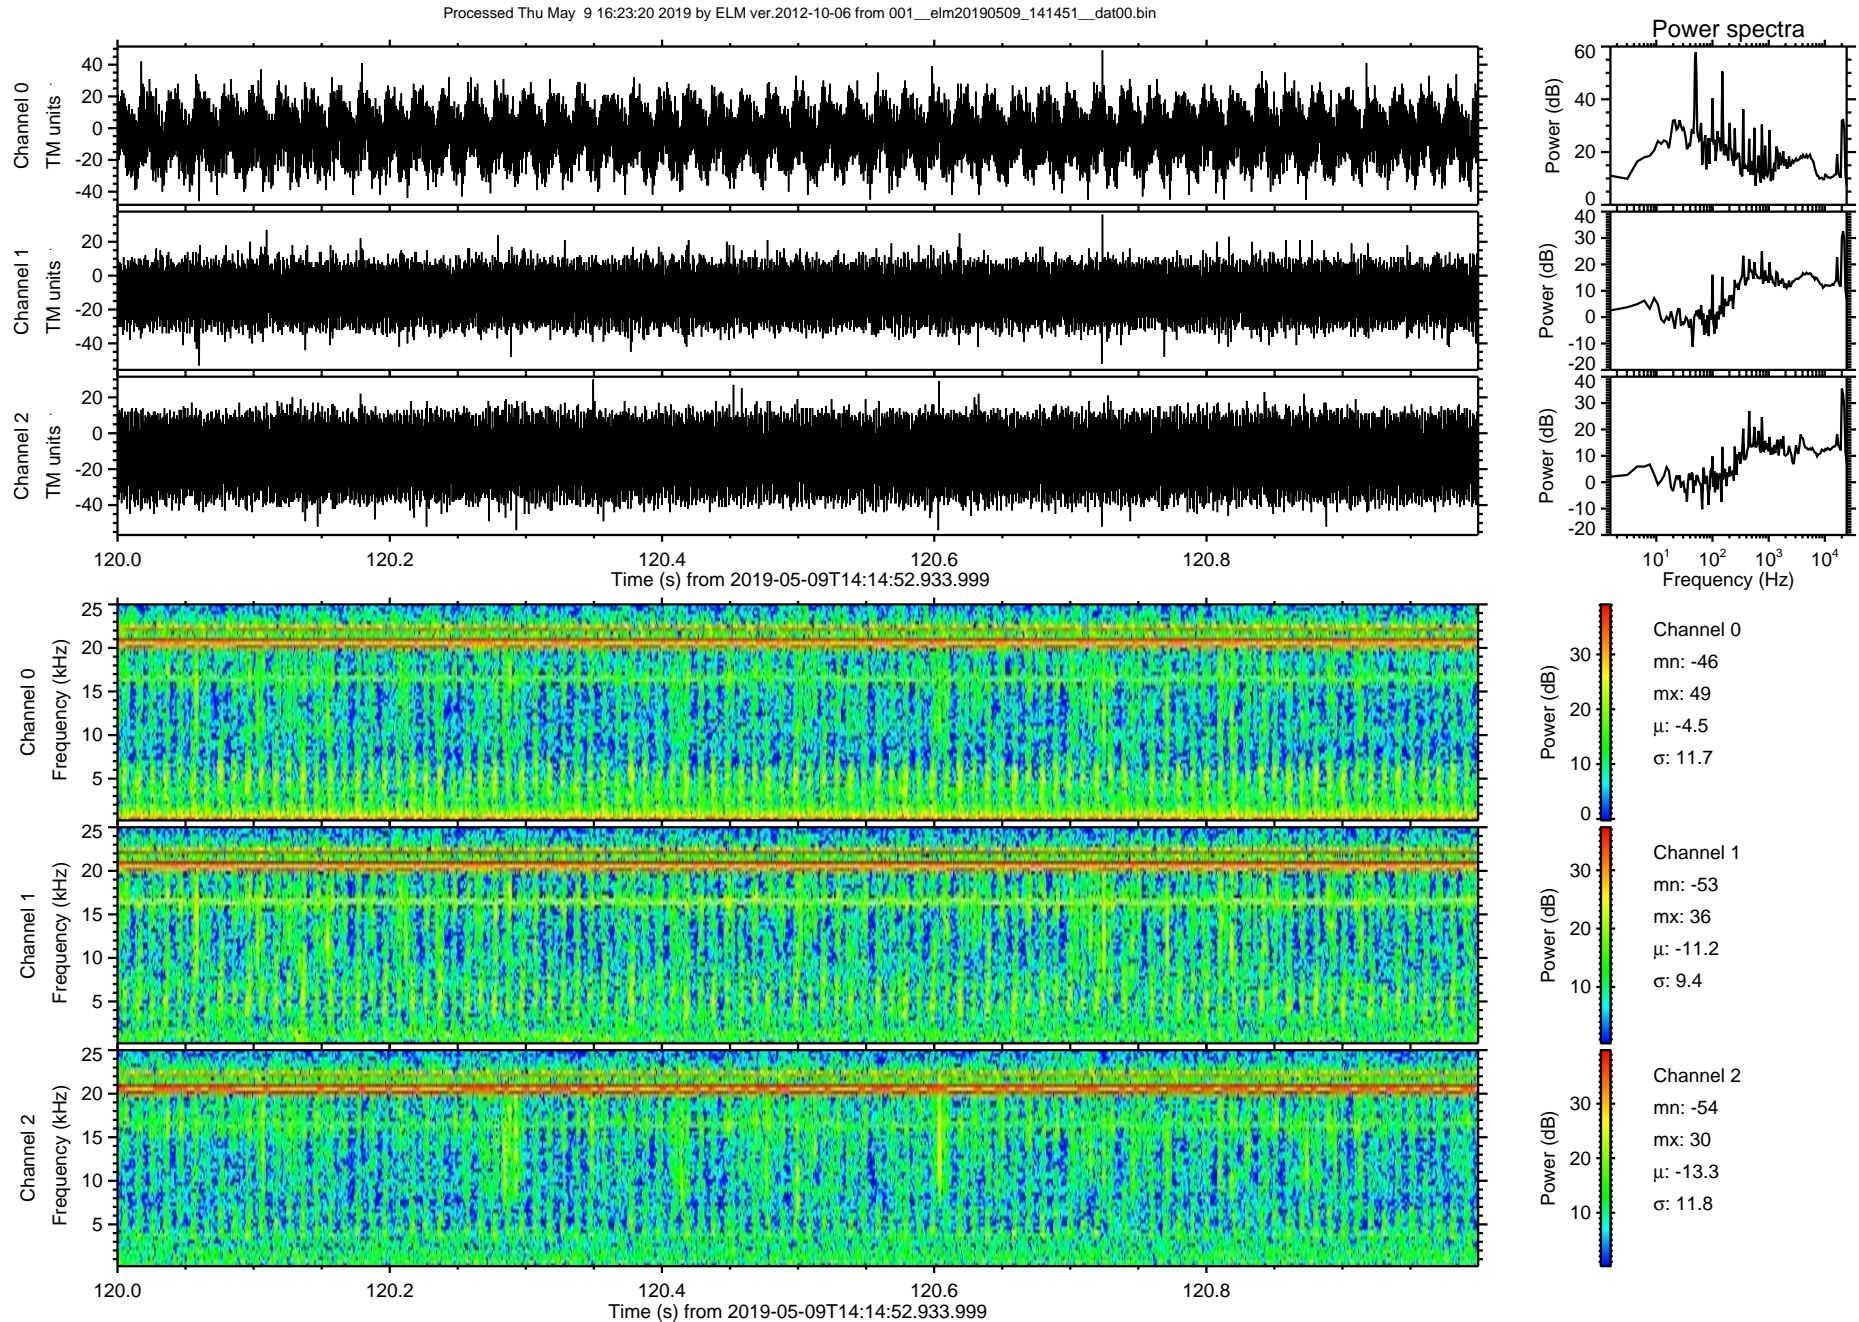 Processed Thu May  9 16:23:20 2019 by ELM ver.2012-10-06 from 001__elm20190509_141451__dat00.bin
Power spectra
Channel 0
TM units
40
20
0
-20
-40
Power (dB)
60
40
20
0
Channel 1
TM units
20
0
-20
-40
Power (dB)
40
30
20
10
0
-10
-20
Channel 2
TM units
20
0
-20
-40
Power (dB)
40
30
20
10
0
-10
-20
120.0 120.2 120.4 120.6 120.8
Time (s) from 2019-05-09T14:14:52.933.999
10^1 10^2 10^3 10^4
Frequency (Hz)
Channel 0
Frequency (kHz)
25
20
15
10
5
Power (dB)
30
20
10
0
Channel 0
mn: -46
mx: 49
μ: -4.5
σ: 11.7
Channel 1
Frequency (kHz)
25
20
15
10
5
Power (dB)
30
20
10
Channel 1
mn: -53
mx: 36
μ: -11.2
σ: 9.4
Channel 2
Frequency (kHz)
25
20
15
10
5
Power (dB)
30
20
10
Channel 2
mn: -54
mx: 30
μ: -13.3
σ: 11.8
120.0 120.2 120.4 120.6 120.8
Time (s) from 2019-05-09T14:14:52.933.999